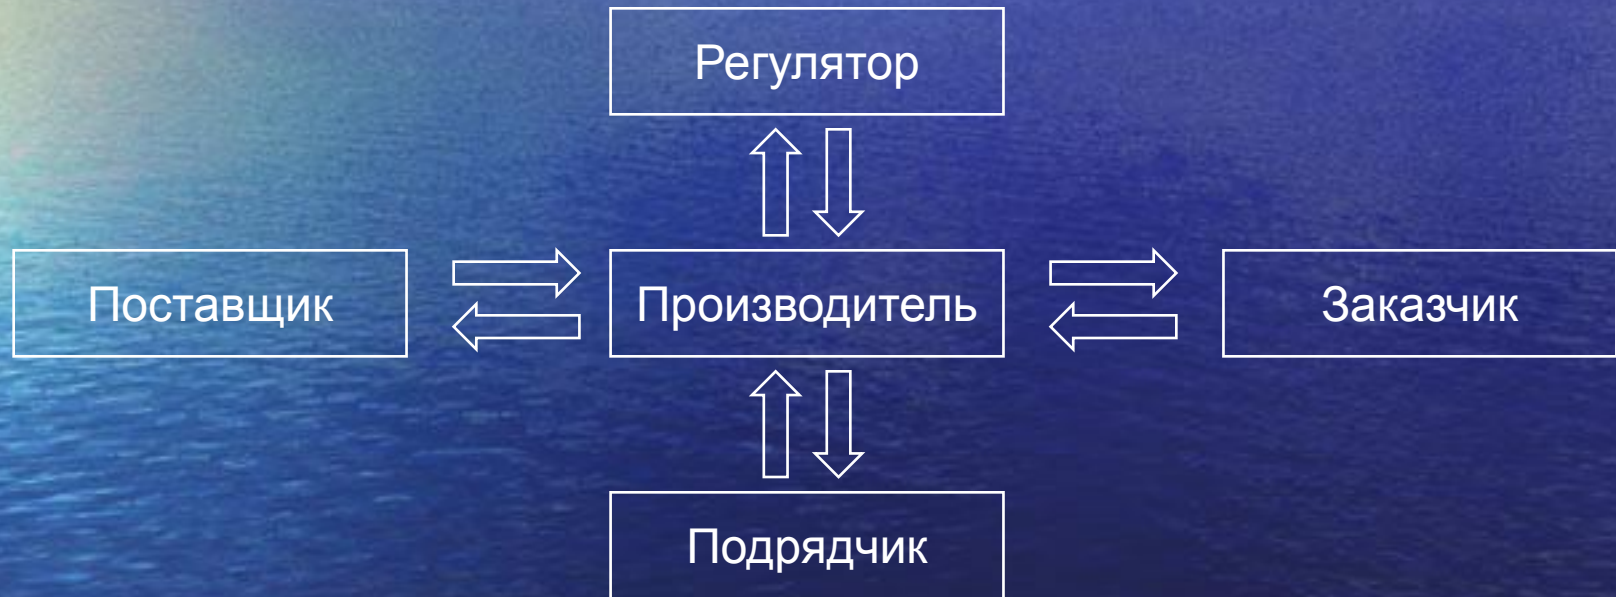 Регулятор
Поставщик
Производитель
Заказчик
Подрядчик